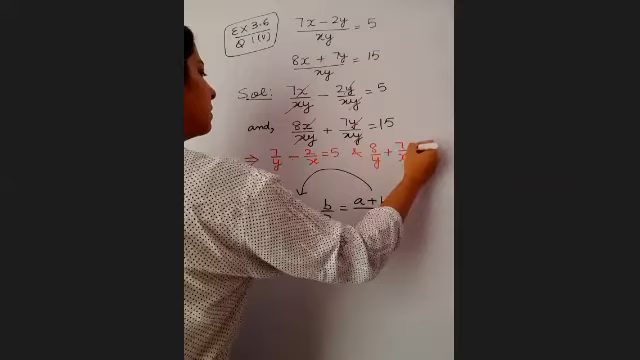 EX 3.6
Q 1(V)
(7x - 2y)/xy = 5
(8x + 7y)/xy = 15
Sol: 7x/xy - 2y/xy = 5
and, 8x/xy + 7y/xy = 15
⇒ 7/y - 2/x = 5 & 8/y + 7/x
b = a +